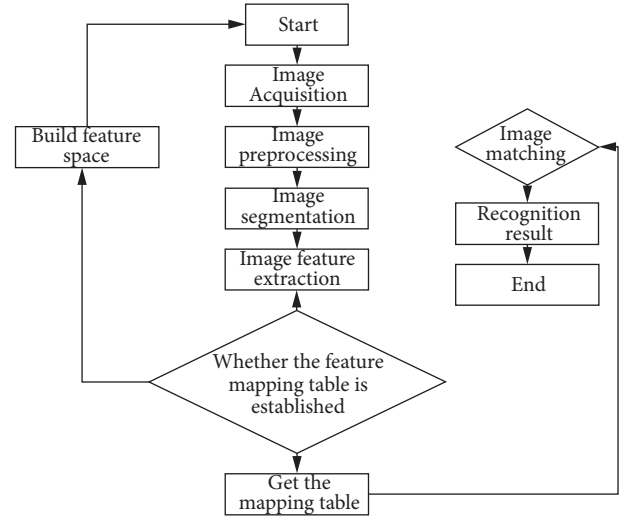 Start
Image
Acquisition
Image
preprocessing
Image
segmentation
Image feature
extraction
Whether the feature
mapping table is
established
Get the
mapping table
Build feature
space
Image
matching
Recognition
result
End